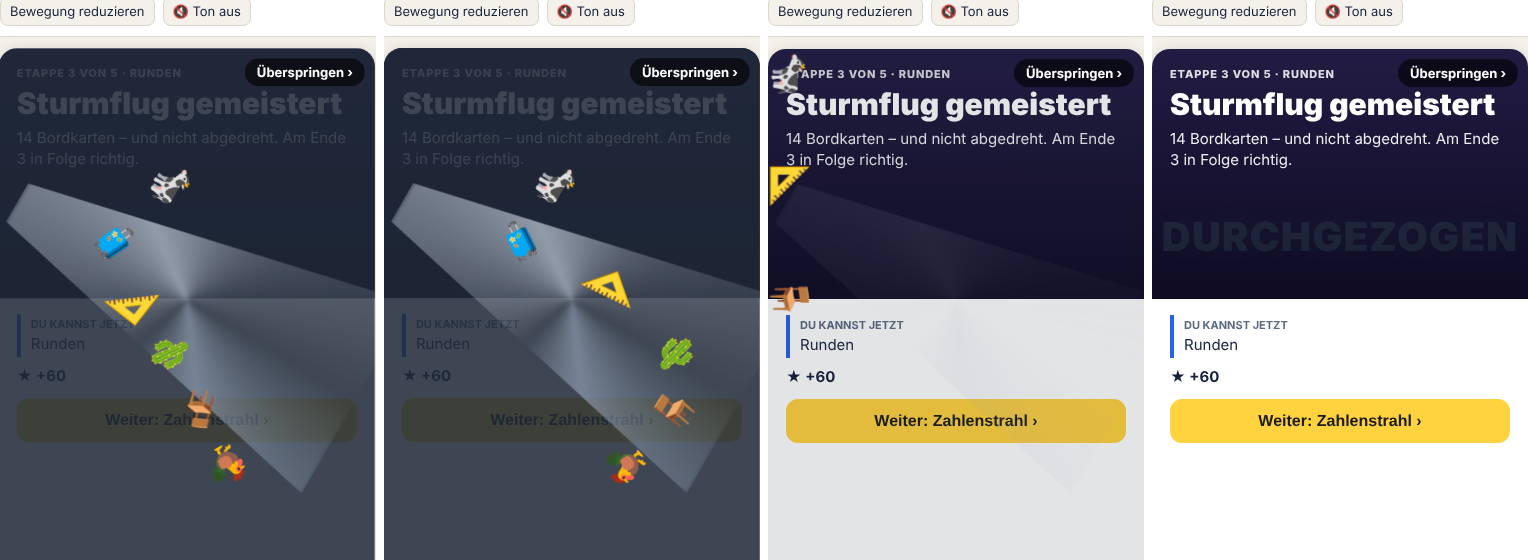 Bewegung reduzieren 🔇 Ton aus
ETAPPE 3 VON 5 · RUNDEN
Überspringen ›
Sturmflug gemeistert
14 Bordkarten – und nicht abgedreht. Am Ende
3 in Folge richtig.
DU KANNST JETZT
Runden
★ +60
Weiter: Zahlenstrahl ›
Bewegung reduzieren 🔇 Ton aus
ETAPPE 3 VON 5 · RUNDEN
Überspringen ›
Sturmflug gemeistert
14 Bordkarten – und nicht abgedreht. Am Ende
3 in Folge richtig.
DU KANNST JETZT
Runden
★ +60
Weiter: Zahlenstrahl ›
Bewegung reduzieren 🔇 Ton aus
TAPPE 3 VON 5 · RUNDEN
Überspringen ›
Sturmflug gemeistert
14 Bordkarten – und nicht abgedreht. Am Ende
3 in Folge richtig.
DU KANNST JETZT
Runden
★ +60
Weiter: Zahlenstrahl ›
Bewegung reduzieren 🔇 Ton aus
ETAPPE 3 VON 5 · RUNDEN
Überspringen ›
Sturmflug gemeistert
14 Bordkarten – und nicht abgedreht. Am Ende
3 in Folge richtig.
DURCHGEZOGEN
DU KANNST JETZT
Runden
★ +60
Weiter: Zahlenstrahl ›